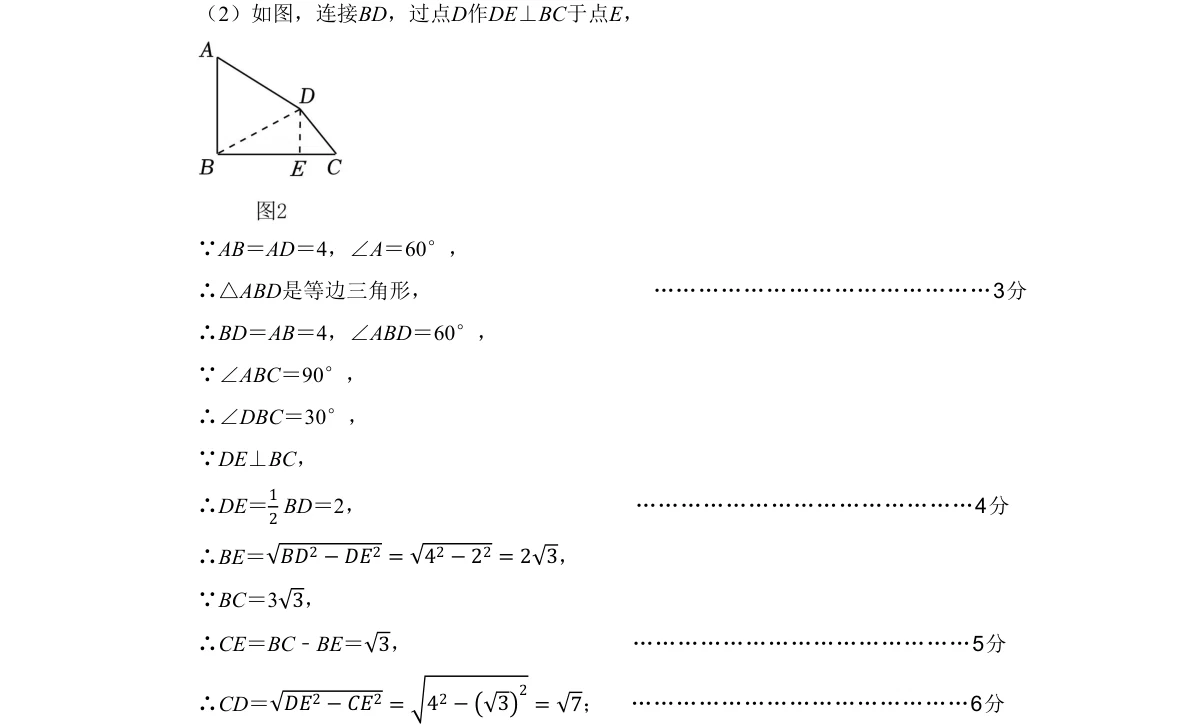 （2）如图，连接BD，过点D作DE⊥BC于点E，
A
D
B
E
C
图2
∵AB＝AD＝4，∠A＝60°，
∴△ABD是等边三角形， ………………………………………3分
∴BD＝AB＝4，∠ABD＝60°，
∵∠ABC＝90°，
∴∠DBC＝30°，
∵DE⊥BC，
∴DE＝1/2 BD＝2， ………………………………………4分
∴BE＝√(BD² − DE²) = √(4² − 2²) = 2√3，
∵BC＝3√3，
∴CE＝BC﹣BE＝√3， ………………………………………5分
∴CD＝√(DE² − CE²) = √(4² − (√3)²) = √7； ………………………………………6分